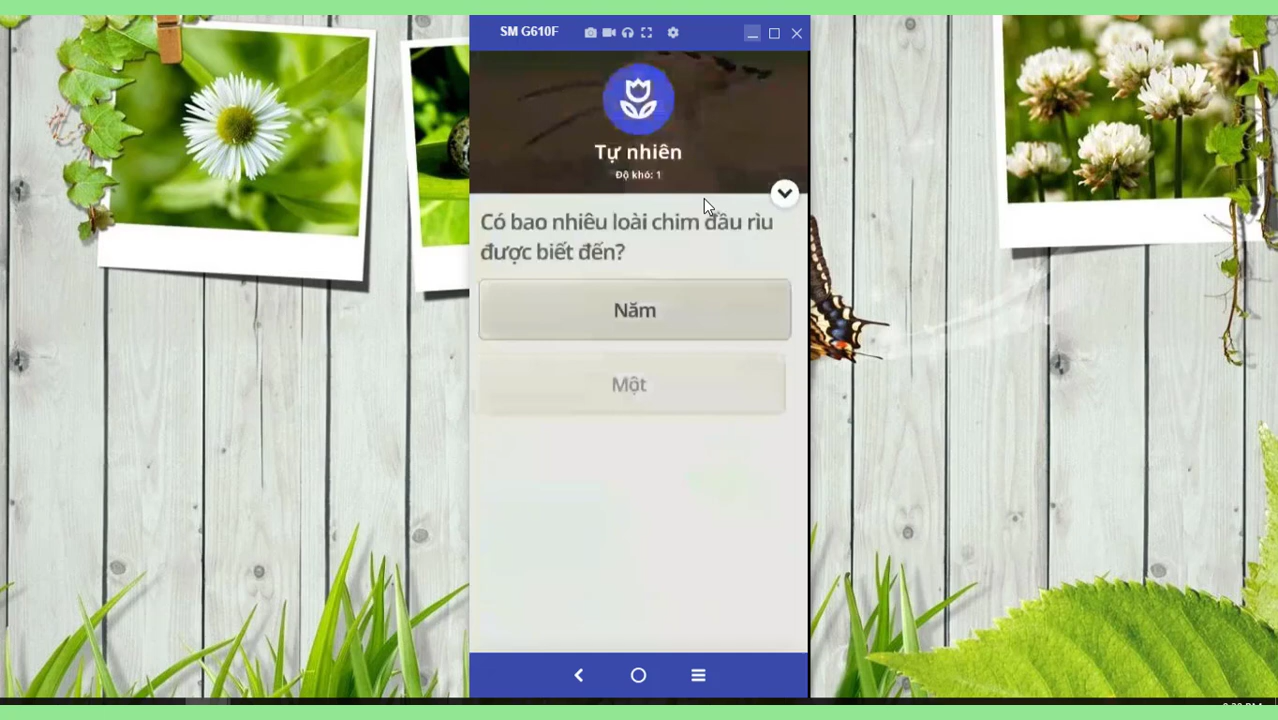 SM G610F
Tự nhiên
Độ khó: 1
Có bao nhiêu loài chim đầu rìu
được biết đến?
Năm
Một